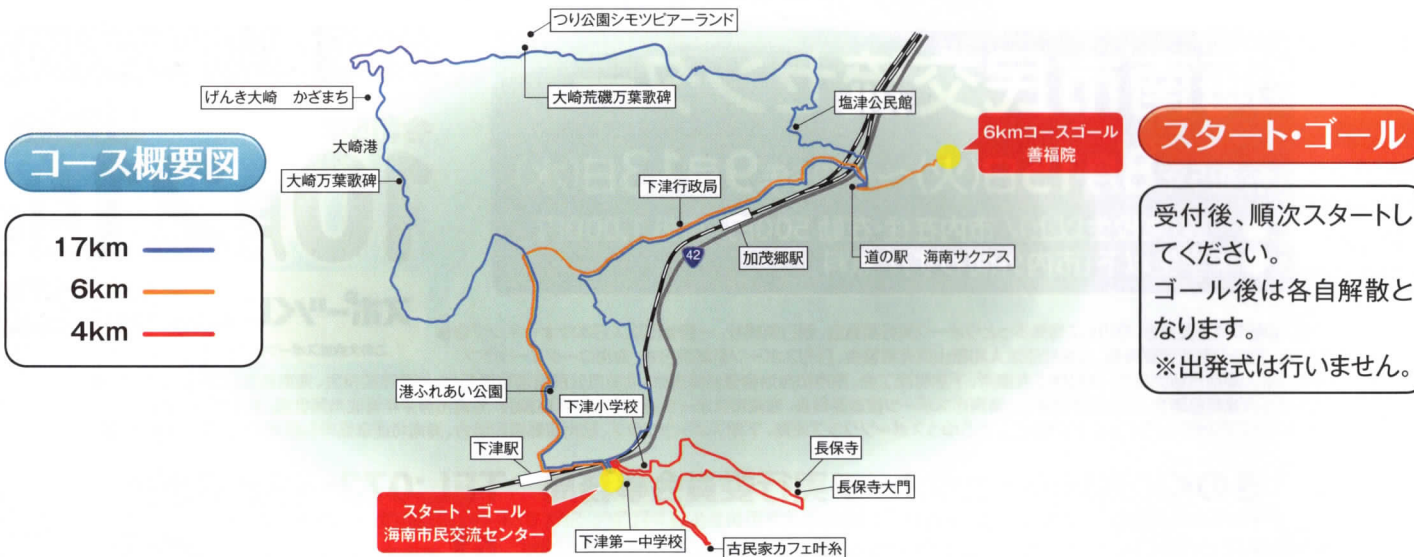 つり公園シモツピアーランド
げんき大崎 かざまち
大崎荒磯万葉歌碑
塩津公民館
6kmコースゴール
善福院
スタート・ゴール
コース概要図
大崎港
大崎万葉歌碑
下津行政局
受付後、順次スタートし
てください。
ゴール後は各自解散と
なります。
※出発式は行いません。
17km
6km
4km
42
加茂郷駅
道の駅 海南サクアス
港ふれあい公園
下津小学校
下津駅
長保寺
長保寺大門
スタート・ゴール
海南市民交流センター
下津第一中学校
古民家カフェ叶糸